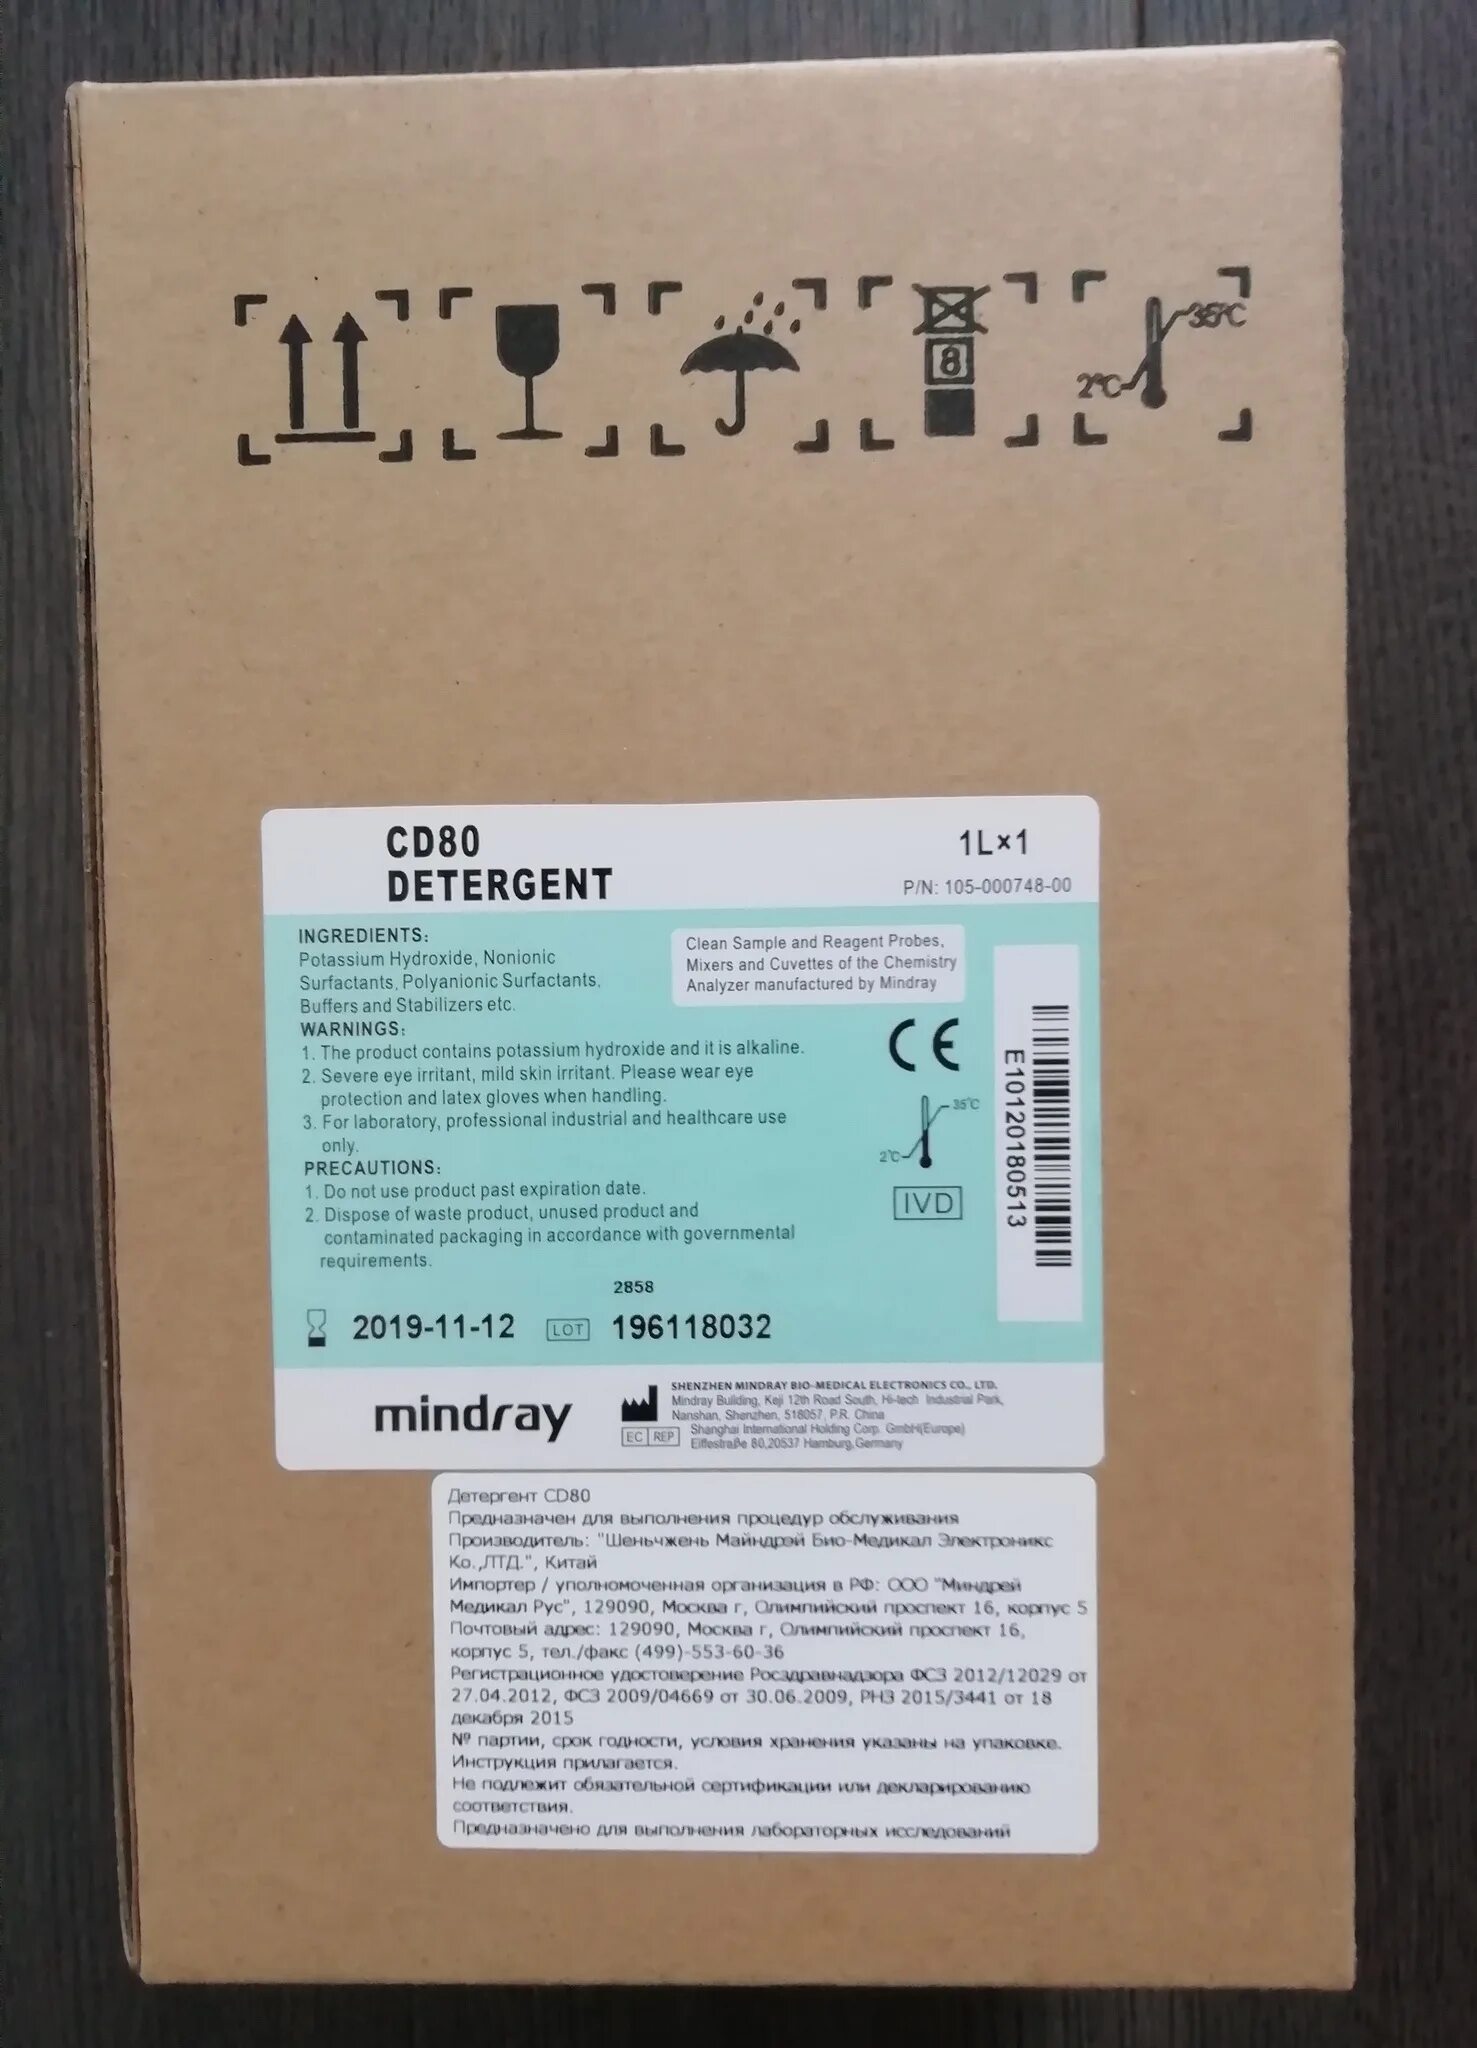 35°C
8
2°C
CD80
DETERGENT
1L×1
P/N: 105-000748-00
INGREDIENTS:
Potassium Hydroxide, Nonionic
Surfactants, Polyanionic Surfactants,
Buffers and Stabilizers etc.
Clean Sample and Reagent Probes,
Mixers and Cuvettes of the Chemistry
Analyzer manufactured by Mindray
WARNINGS:
1. The product contains potassium hydroxide and it is alkaline.
2. Severe eye irritant, mild skin irritant. Please wear eye
protection and latex gloves when handling.
3. For laboratory, professional industrial and healthcare use
only.
PRECAUTIONS:
1. Do not use product past expiration date.
2. Dispose of waste product, unused product and
contaminated packaging in accordance with governmental
requirements.
CE
35°C
2°C
IVD
E1012018051​3
2858
2019-11-12 LOT 196118032
mindray
SHENZHEN MINDRAY BIO-MEDICAL ELECTRONICS CO., LTD.
Mindray Building, Keji 12th Road South, Hi-tech Industrial Park,
Nanshan, Shenzhen, 518057, P.R. China
EC REP
Shanghai International Holding Corp. GmbH(Europe)
Eiffestraße 80,20537 Hamburg,Germany
Детергент CD80
Предназначен для выполнения процедур обслуживания
Производитель: "Шеньчжень Майндрэй Био-Медикал Электроникс
Ко.,ЛТД.", Китай
Импортер / уполномоченная организация в РФ: ООО "Миндрей
Медикал Рус", 129090, Москва г, Олимпийский проспект 16, корпус 5
Почтовый адрес: 129090, Москва г, Олимпийский проспект 16,
корпус 5, тел./факс (499)-553-60-36
Регистрационное удостоверение Росздравнадзора ФСЗ 2012/12029 от
27.04.2012, ФСЗ 2009/04669 от 30.06.2009, РНЗ 2015/3441 от 18
декабря 2015
№ партии, срок годности, условия хранения указаны на упаковке.
Инструкция прилагается.
Не подлежит обязательной сертификации или декларированию
соответствия.
Предназначено для выполнения лабораторных исследований